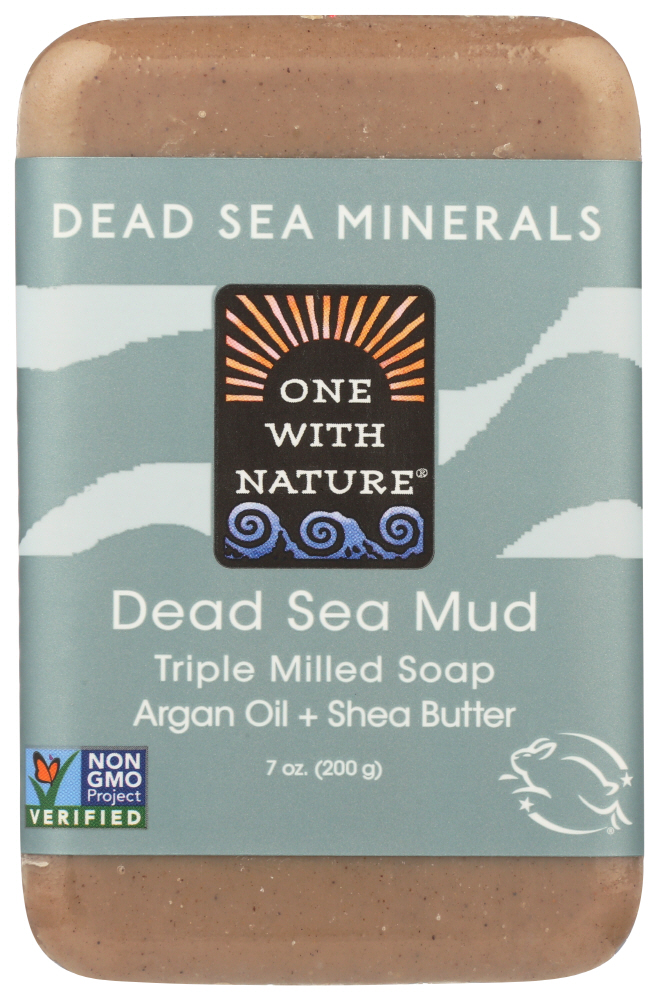 DEAD SEA MINERALS
ONE
WITH
NATURE®
Dead Sea Mud
Triple Milled Soap
Argan Oil + Shea Butter
7 oz. (200 g)
NON
GMO
Project
VERIFIED
®